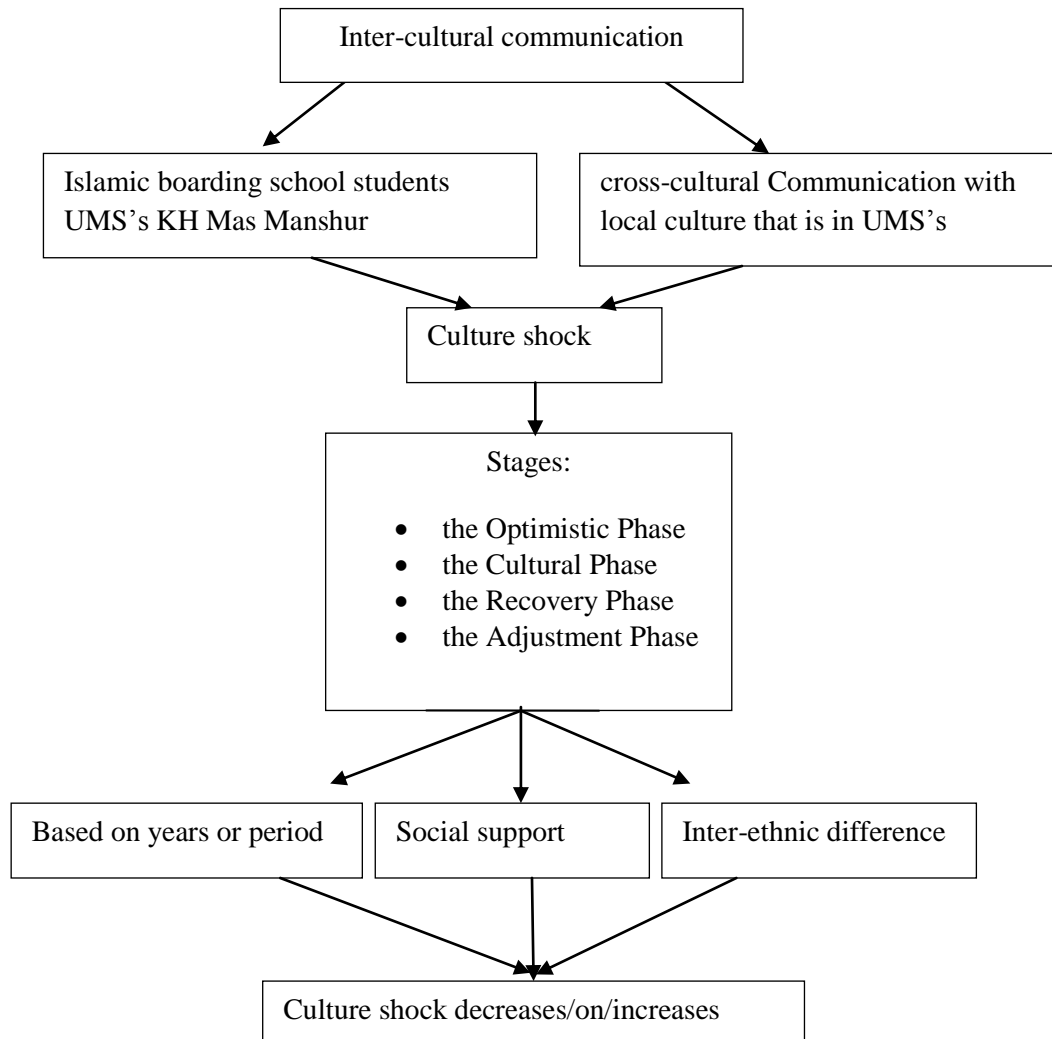 Inter-cultural communication
Islamic boarding school students
UMS’s KH Mas Manshur
cross-cultural Communication with
local culture that is in UMS’s
Culture shock
Stages:
• the Optimistic Phase
• the Cultural Phase
• the Recovery Phase
• the Adjustment Phase
Based on years or period
Social support
Inter-ethnic difference
Culture shock decreases/on/increases